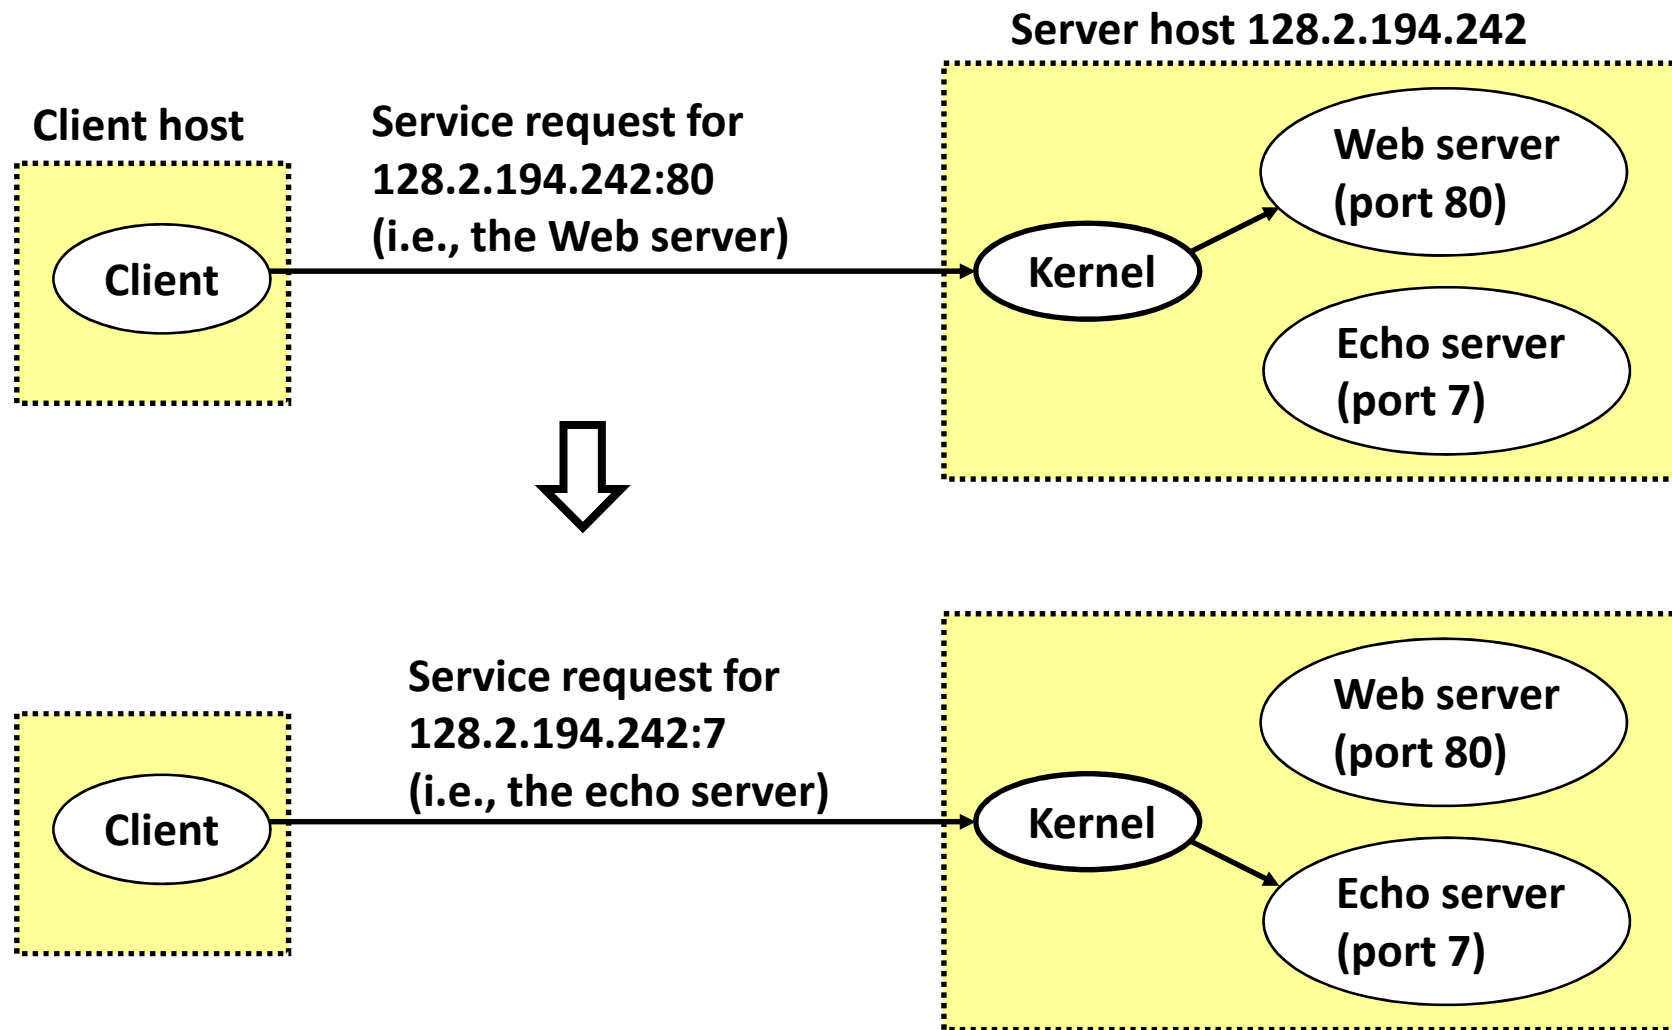 Server host 128.2.194.242
Client host
Service request for
128.2.194.242:80
(i.e., the Web server)
Web server
(port 80)
Client
Kernel
Echo server
(port 7)
Service request for
128.2.194.242:7
(i.e., the echo server)
Web server
(port 80)
Client
Kernel
Echo server
(port 7)